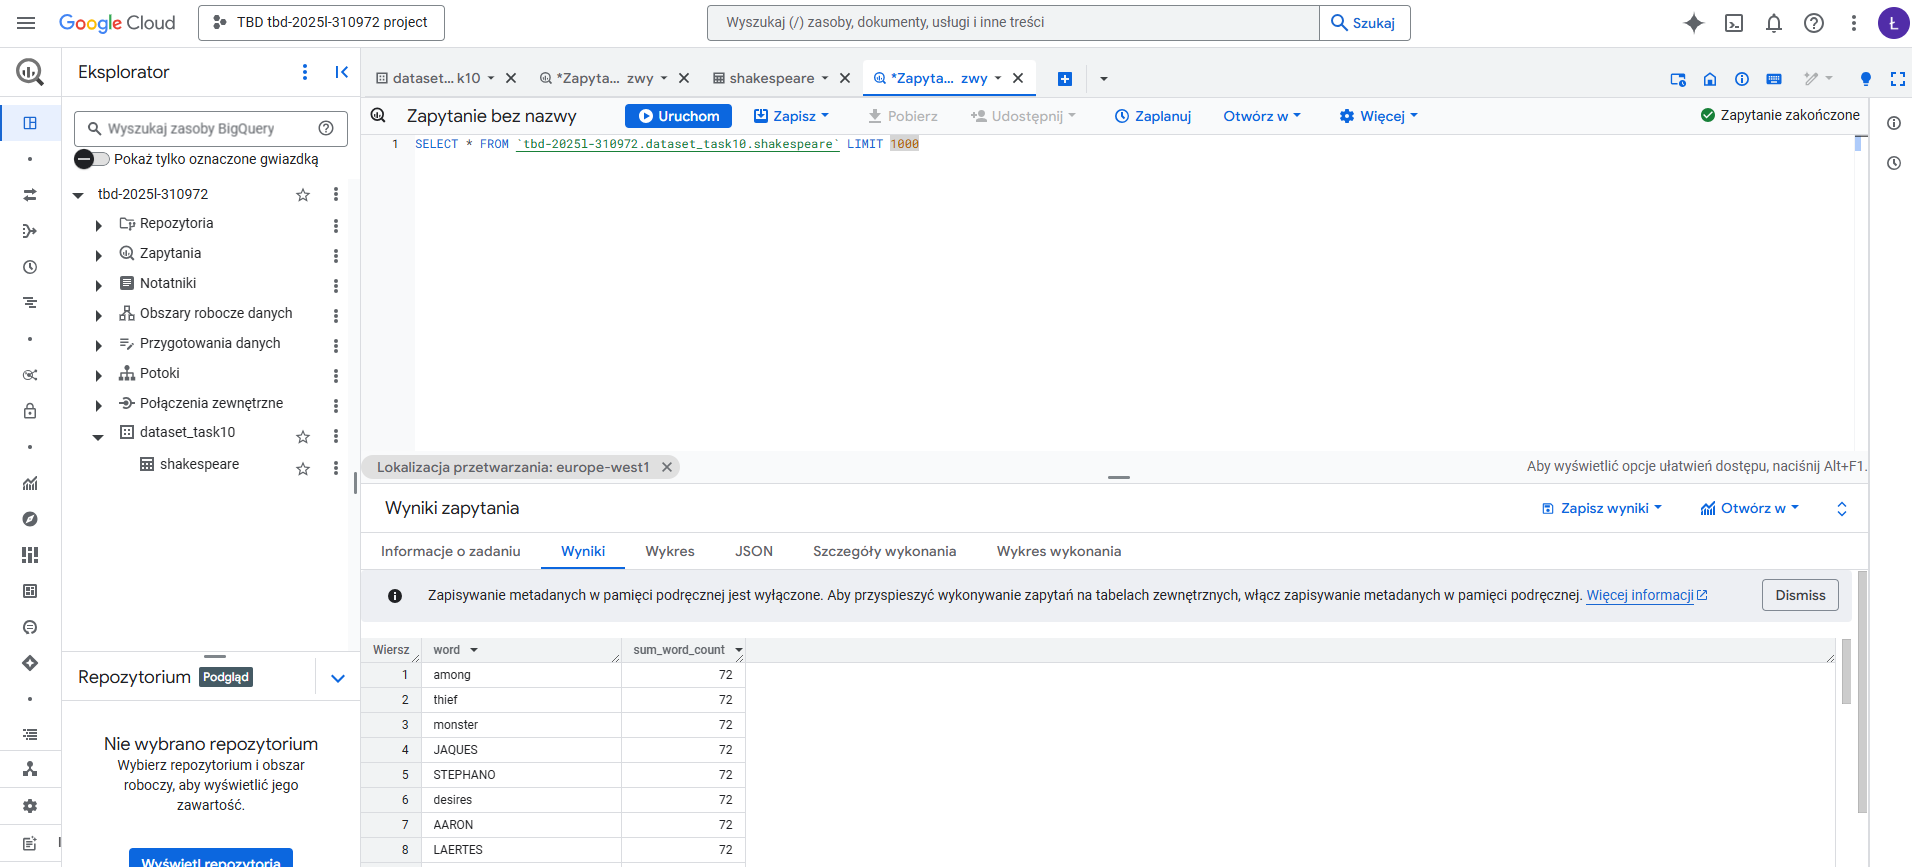 Google Cloud
TBD tbd-2025l-310972 project
Wyszukaj (/) zasoby, dokumenty, usługi i inne treści
Szukaj
Ł
Eksplorator
dataset... k10
*Zapyta... zwy
shakespeare
*Zapyta... zwy
Wyszukaj zasoby BigQuery
Pokaż tylko oznaczone gwiazdką
tbd-2025l-310972
Repozytoria
Zapytania
Notatniki
Obszary robocze danych
Przygotowania danych
Potoki
Połączenia zewnętrzne
dataset_task10
shakespeare
Repozytorium Podgląd
Nie wybrano repozytorium
Wybierz repozytorium i obszar
roboczy, aby wyświetlić jego
zawartość.
Wyświetl repozytoria
Zapytanie bez nazwy
Uruchom
Zapisz
Pobierz
Udostępnij
Zaplanuj
Otwórz w
Więcej
Zapytanie zakończone
1 SELECT * FROM `tbd-2025l-310972.dataset_task10.shakespeare` LIMIT 1000
Lokalizacja przetwarzania: europe-west1
Aby wyświetlić opcje ułatwień dostępu, naciśnij Alt+F1.
Wyniki zapytania
Zapisz wyniki
Otwórz w
Informacje o zadaniu
Wyniki
Wykres
JSON
Szczegóły wykonania
Wykres wykonania
Zapisywanie metadanych w pamięci podręcznej jest wyłączone. Aby przyspieszyć wykonywanie zapytań na tabelach zewnętrznych, włącz zapisywanie metadanych w pamięci podręcznej. Więcej informacji
Dismiss
Wiersz word sum_word_count
1 among 72
2 thief 72
3 monster 72
4 JAQUES 72
5 STEPHANO 72
6 desires 72
7 AARON 72
8 LAERTES 72